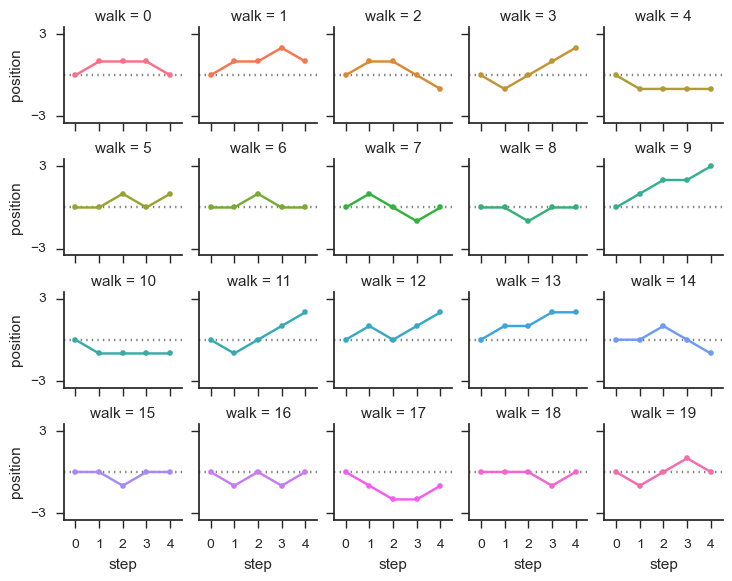 walk = 0 walk = 1 walk = 2 walk = 3 walk = 4
3
position
−3
walk = 5 walk = 6 walk = 7 walk = 8 walk = 9
3
position
−3
walk = 10 walk = 11 walk = 12 walk = 13 walk = 14
3
position
−3
walk = 15 walk = 16 walk = 17 walk = 18 walk = 19
3
position
−3
0 1 2 3 4 0 1 2 3 4 0 1 2 3 4 0 1 2 3 4 0 1 2 3 4
step step step step step